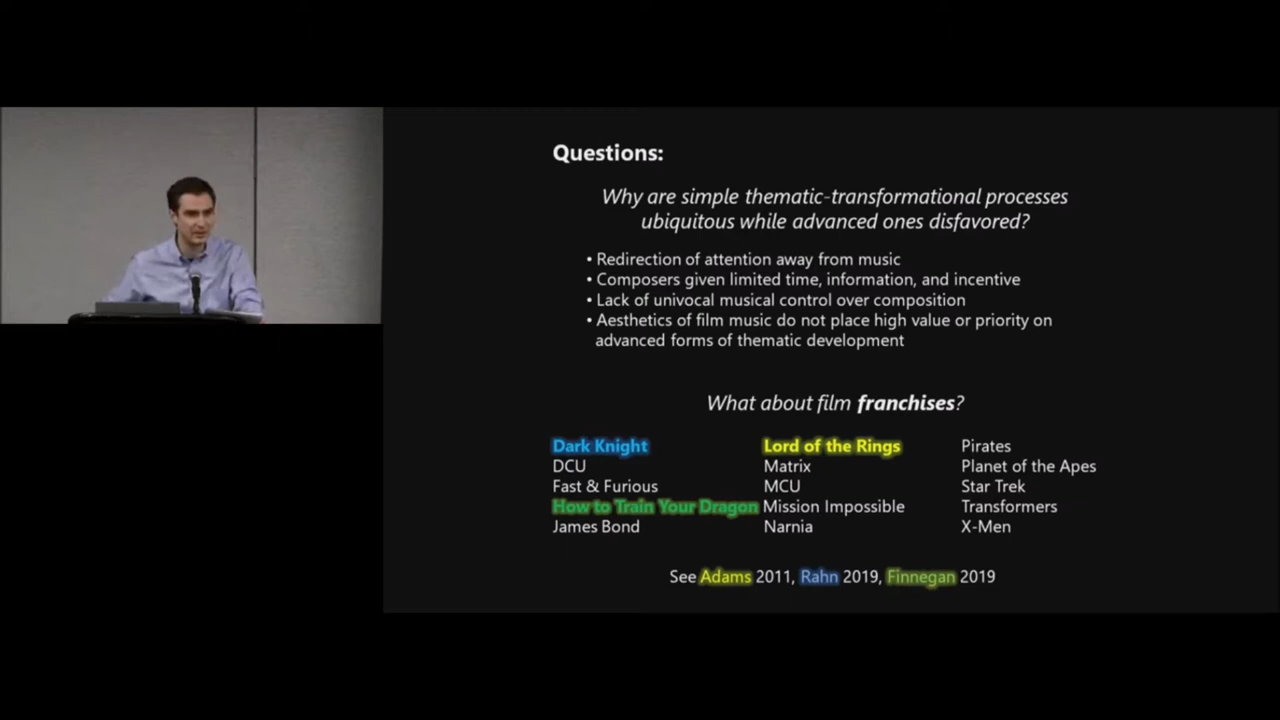 Questions:
Why are simple thematic-transformational processes
ubiquitous while advanced ones disfavored?
• Redirection of attention away from music
• Composers given limited time, information, and incentive
• Lack of univocal musical control over composition
• Aesthetics of film music do not place high value or priority on
advanced forms of thematic development
What about film franchises?
Dark Knight
DCU
Fast & Furious
How to Train Your Dragon
James Bond
Lord of the Rings
Matrix
MCU
Mission Impossible
Narnia
Pirates
Planet of the Apes
Star Trek
Transformers
X-Men
See Adams 2011, Rahn 2019, Finnegan 2019